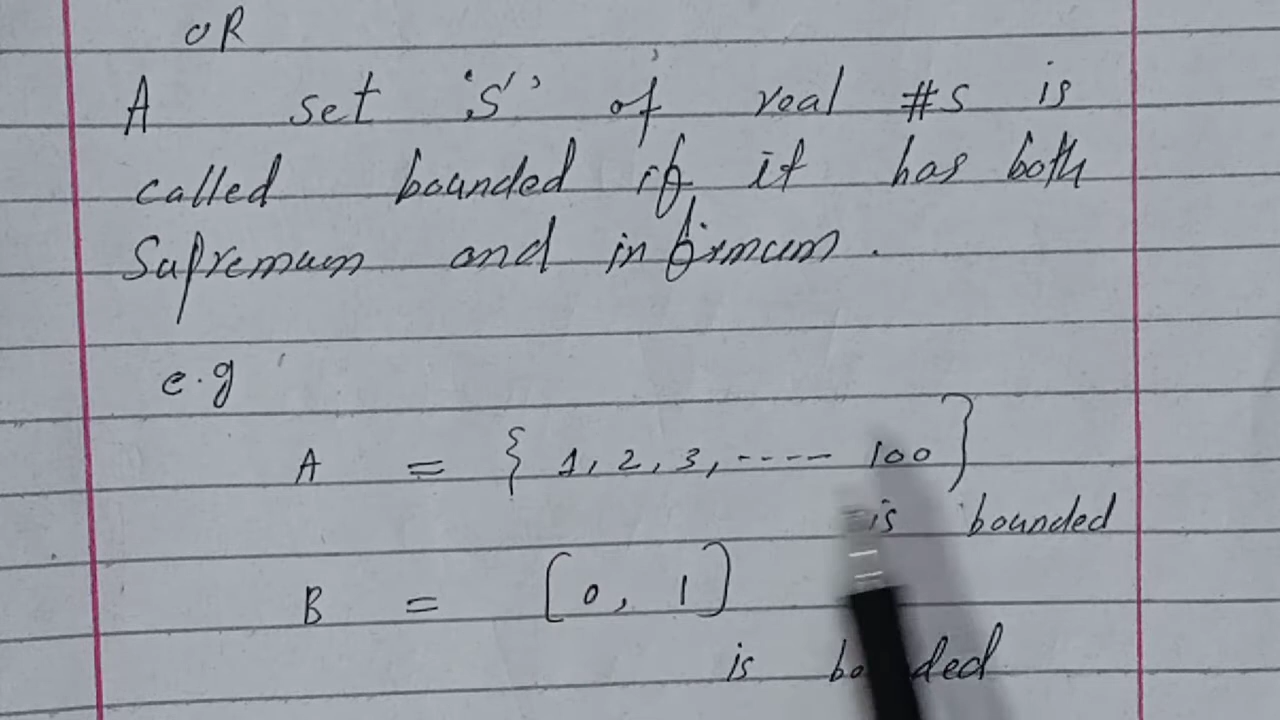 OR
A set 'S' of real #s is
called bounded if it has both
Supremum and infimum.
e.g
A = { 1, 2, 3, ---- 100 }
is bounded
B = [ 0, 1 ]
is bounded